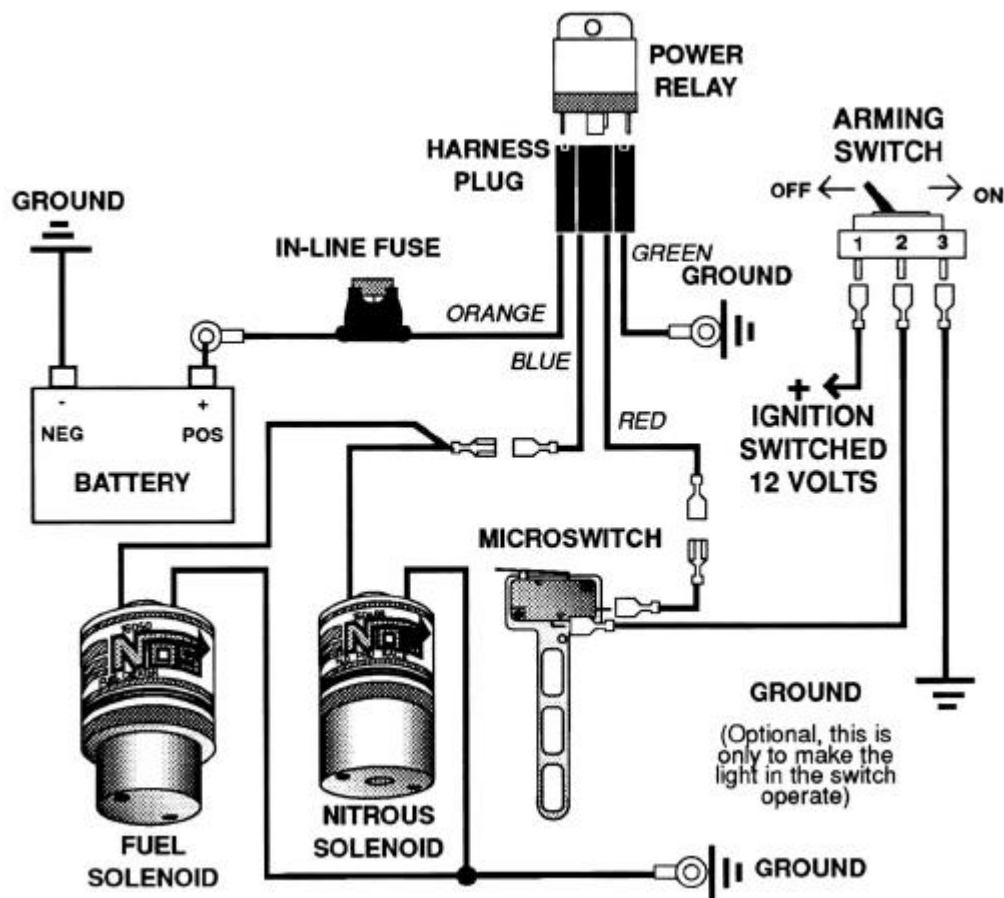 POWER
RELAY
ARMING
SWITCH
HARNESS
PLUG
OFF
ON
GROUND
IN-LINE FUSE
1 2 3
GREEN
GROUND
ORANGE
BLUE
+
IGNITION
SWITCHED
12 VOLTS
RED
- +
NEG POS
BATTERY
MICROSWITCH
NOS
NOS
GROUND
(Optional, this is
only to make the
light in the switch
operate)
NITROUS
SOLENOID
FUEL
SOLENOID
GROUND